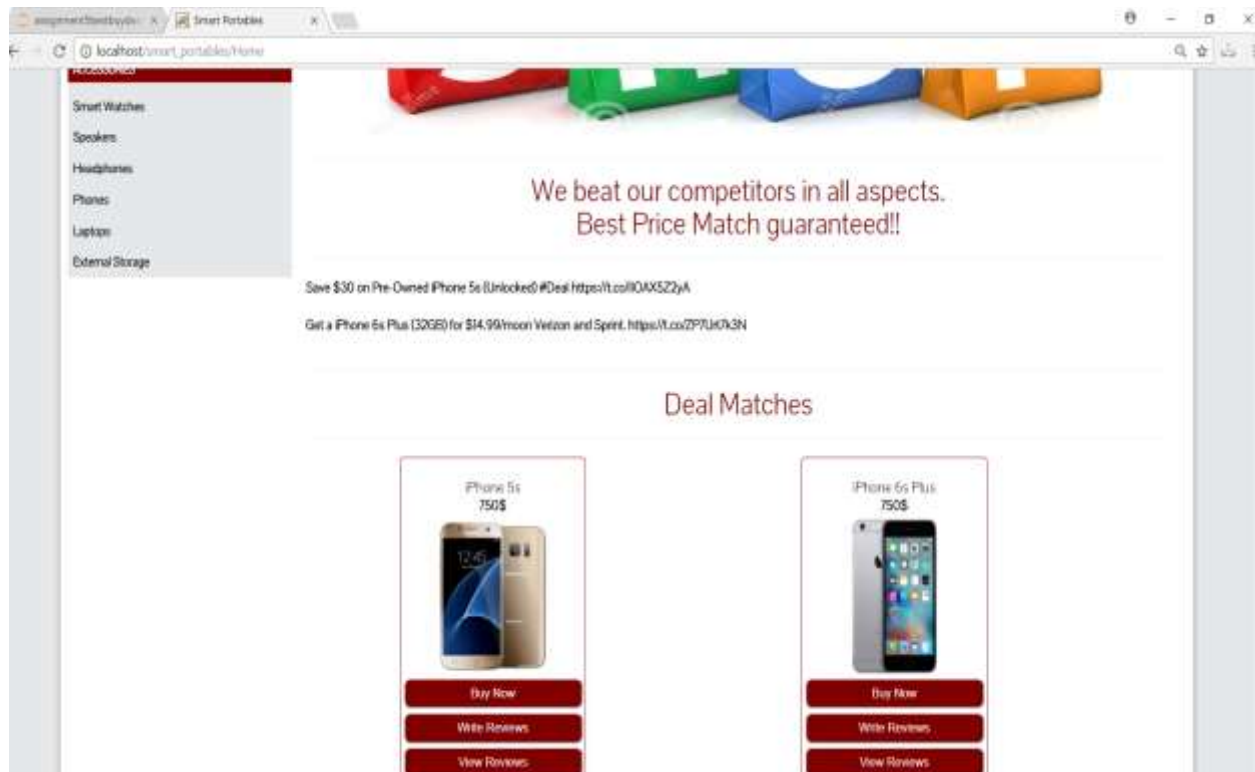 Smart Portables
localhost/smart_portables/Home
ACCESSORIES
Smart Watches
Speakers
Headphones
Phones
Laptops
External Storage
We beat our competitors in all aspects.
Best Price Match guaranteed!!
Save $30 on Pre-Owned iPhone 5s (Unlocked) #Deal
Get a iPhone 6s Plus (32GB) for $14.99/moon Verizon and Sprint.
Deal Matches
iPhone 5s
750$
12:45
Buy Now
Write Reviews
View Reviews
iPhone 6s Plus
750$
Buy Now
Write Reviews
View Reviews